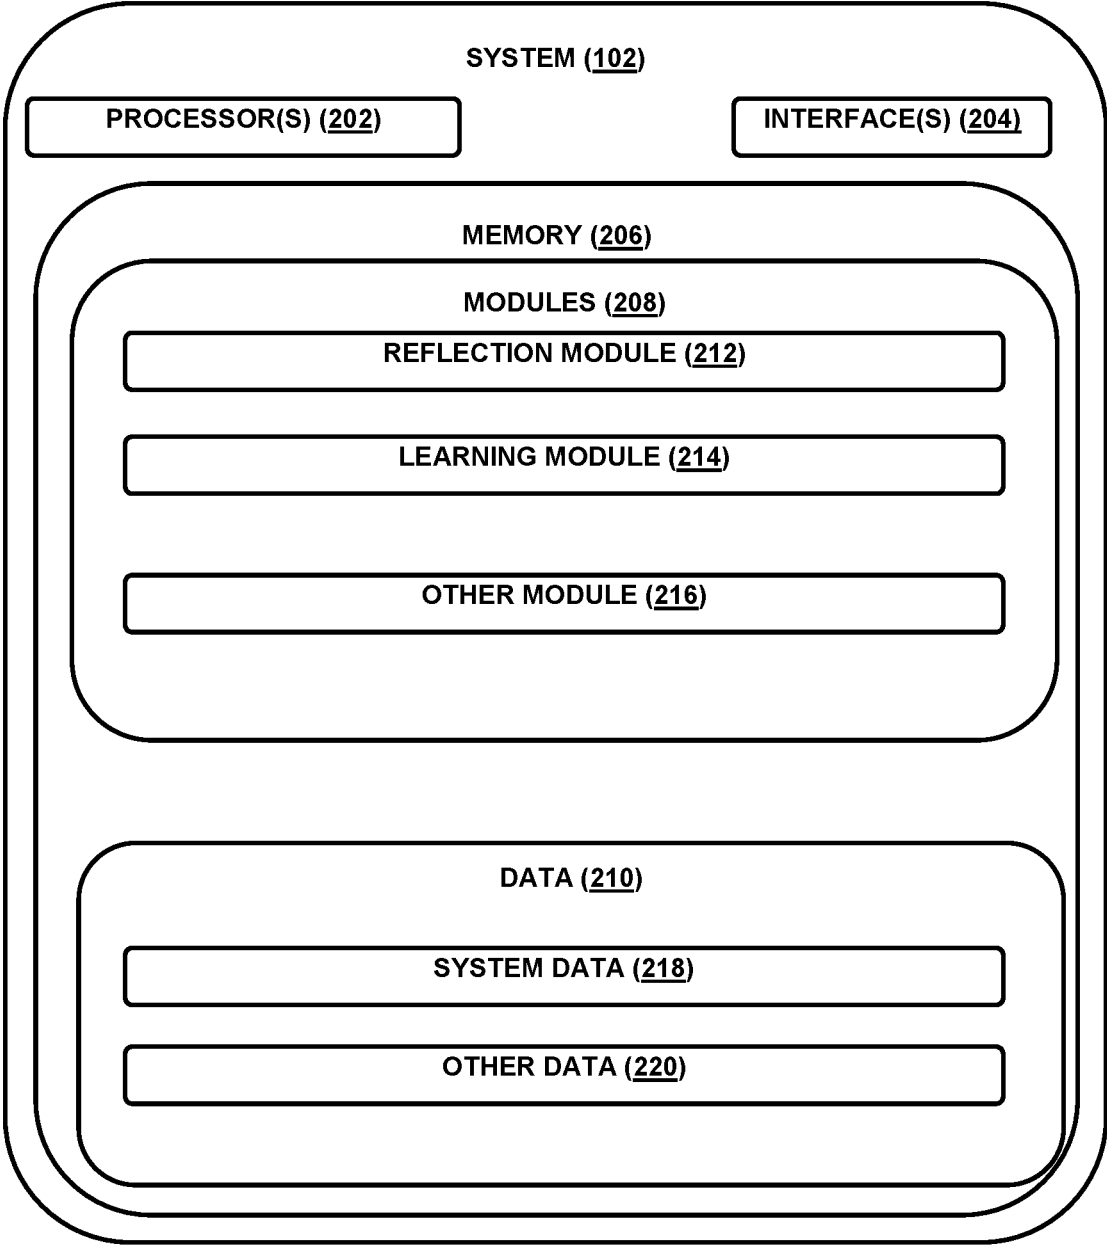 SYSTEM (102)
PROCESSOR(S) (202)
INTERFACE(S) (204)
MEMORY (206)
MODULES (208)
REFLECTION MODULE (212)
LEARNING MODULE (214)
OTHER MODULE (216)
DATA (210)
SYSTEM DATA (218)
OTHER DATA (220)